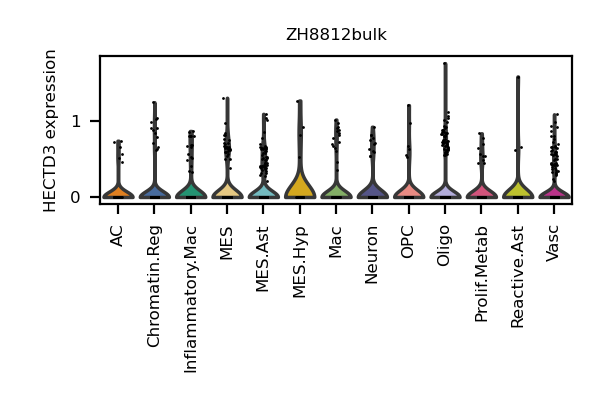 ZH8812bulk
HECTD3 expression
1
0
AC
Chromatin.Reg
Inflammatory.Mac
MES
MES.Ast
MES.Hyp
Mac
Neuron
OPC
Oligo
Prolif.Metab
Reactive.Ast
Vasc